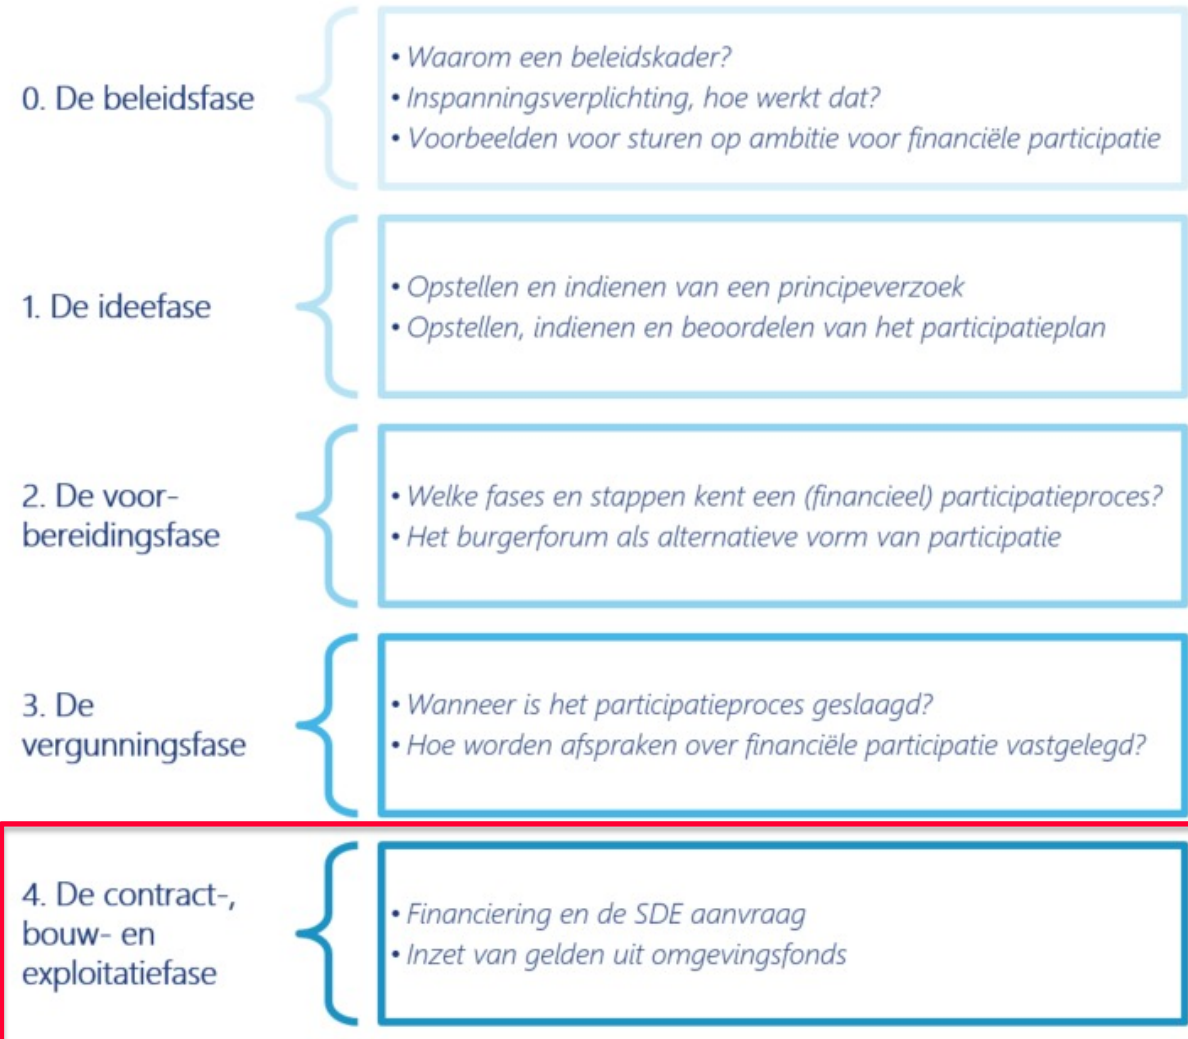 0. De beleidsfase
• Waarom een beleidskader?
• Inspanningsverplichting, hoe werkt dat?
• Voorbeelden voor sturen op ambitie voor financiële participatie
1. De ideefase
• Opstellen en indienen van een principeverzoek
• Opstellen, indienen en beoordelen van het participatieplan
2. De voor-
bereidingsfase
• Welke fases en stappen kent een (financieel) participatieproces?
• Het burgerforum als alternatieve vorm van participatie
3. De
vergunningsfase
• Wanneer is het participatieproces geslaagd?
• Hoe worden afspraken over financiële participatie vastgelegd?
4. De contract-,
bouw- en
exploitatiefase
• Financiering en de SDE aanvraag
• Inzet van gelden uit omgevingsfonds